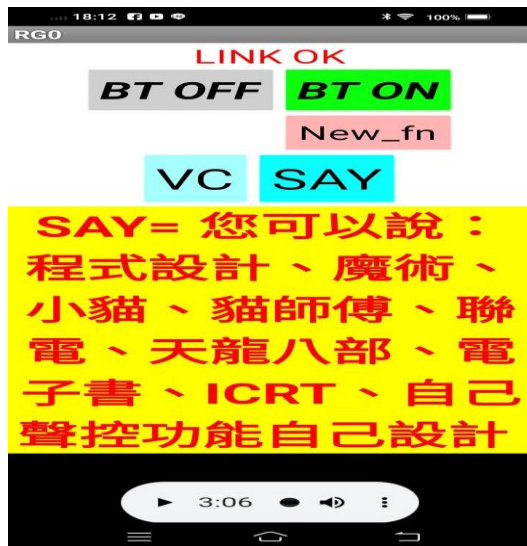 18:12 100%
RG0
LINK OK
BT OFF BT ON
New_fn
VC SAY
SAY= 您可以說：
程式設計、魔術、
小貓、貓師傅、聯
電、天龍八部、電
子書、ICRT、自己
聲控功能自己設計
3:06